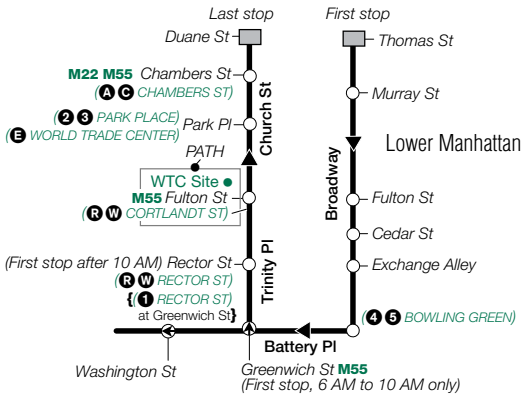 Last stop
First stop
Duane St
Thomas St
M22 M55 Chambers St
(A C CHAMBERS ST)
Murray St
(2 3 PARK PLACE)
Park Pl
(E WORLD TRADE CENTER)
Church St
Lower Manhattan
PATH
WTC Site
M55 Fulton St
(R W CORTLANDT ST)
Broadway
Fulton St
Cedar St
(First stop after 10 AM) Rector St
Exchange Alley
(R W RECTOR ST)
{(1 RECTOR ST)
at Greenwich St}
Trinity Pl
(4 5 BOWLING GREEN)
Battery Pl
Washington St
Greenwich St M55
(First stop, 6 AM to 10 AM only)